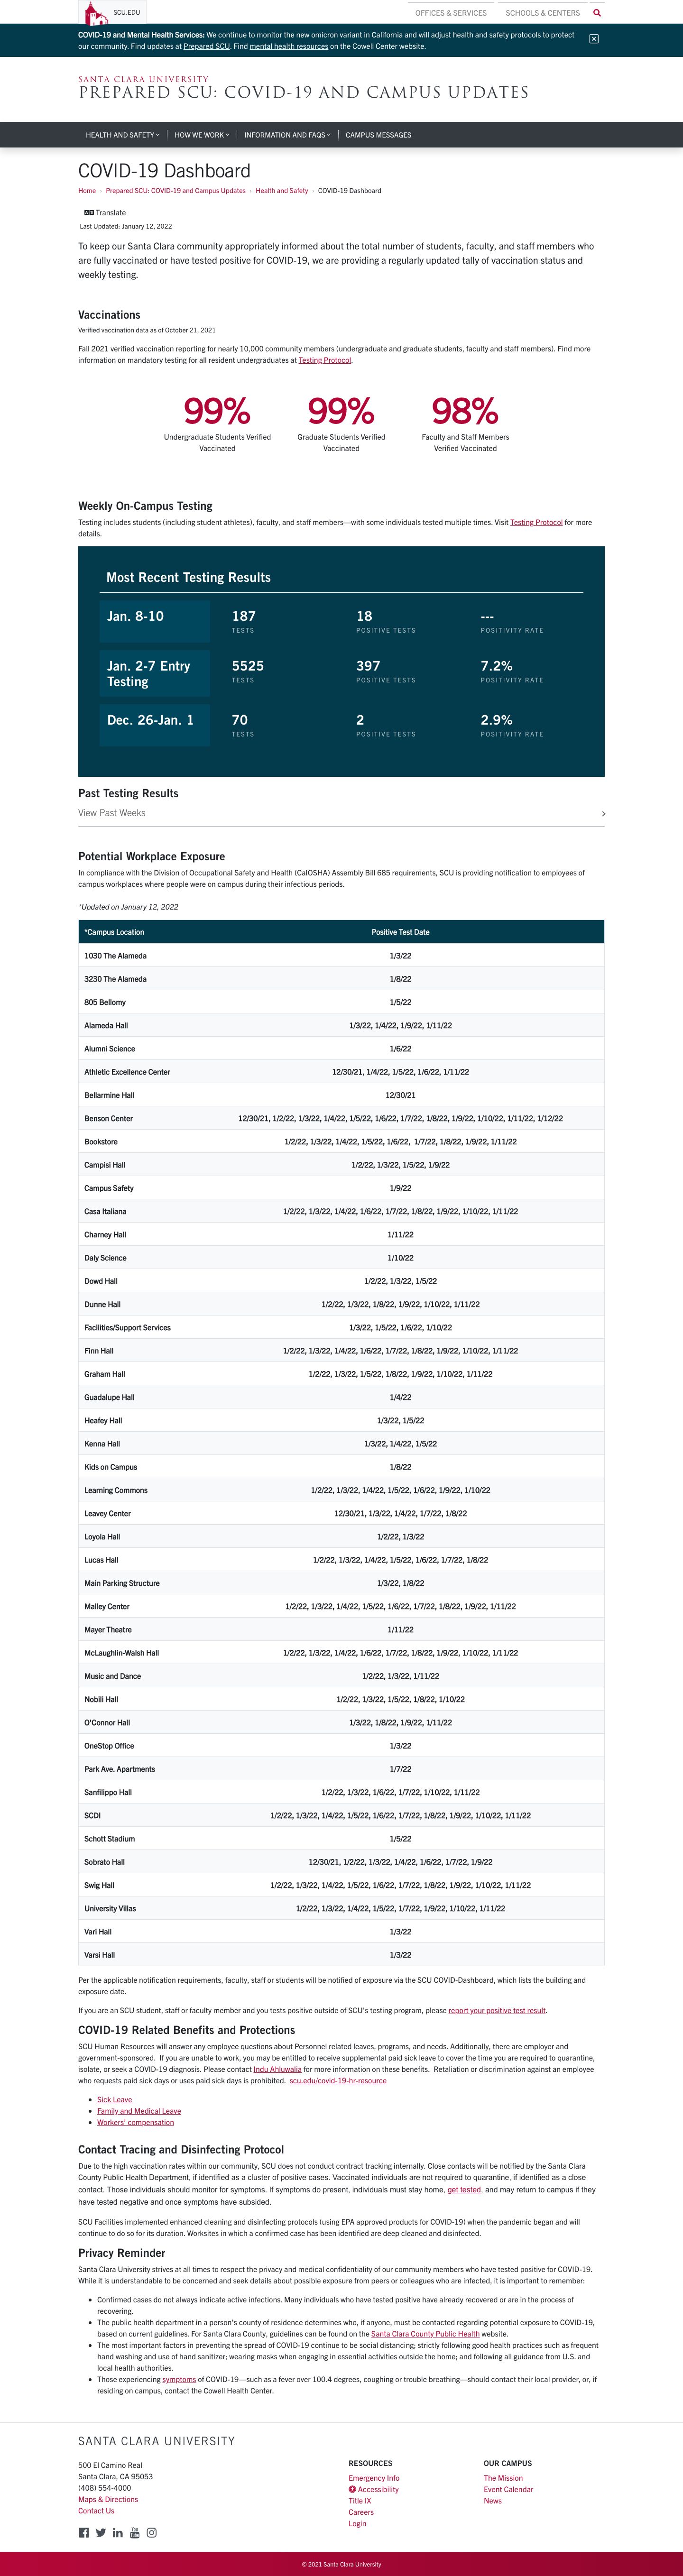 SCU.EDU
OFFICES & SERVICES
SCHOOLS & CENTERS
COVID-19 and Mental Health Services: We continue to monitor the new omicron variant in California and will adjust health and safety protocols to protect
our community. Find updates at Prepared SCU. Find mental health resources on the Cowell Center website.
SANTA CLARA UNIVERSITY
PREPARED SCU: COVID-19 AND CAMPUS UPDATES
HEALTH AND SAFETY
HOW WE WORK
INFORMATION AND FAQS
CAMPUS MESSAGES
COVID-19 Dashboard
Home › Prepared SCU: COVID-19 and Campus Updates › Health and Safety › COVID-19 Dashboard
Translate
Last Updated: January 12, 2022
To keep our Santa Clara community appropriately informed about the total number of students, faculty, and staff members who
are fully vaccinated or have tested positive for COVID-19, we are providing a regularly updated tally of vaccination status and
weekly testing.
Vaccinations
Verified vaccination data as of October 21, 2021
Fall 2021 verified vaccination reporting for nearly 10,000 community members (undergraduate and graduate students, faculty and staff members). Find more
information on mandatory testing for all resident undergraduates at Testing Protocol.
99% 99% 98%
Undergraduate Students Verified Graduate Students Verified Faculty and Staff Members
Vaccinated Vaccinated Verified Vaccinated
Weekly On-Campus Testing
Testing includes students (including student athletes), faculty, and staff members—with some individuals tested multiple times. Visit Testing Protocol for more
details.
Most Recent Testing Results
Jan. 8-10 187 18 ---
TESTS POSITIVE TESTS POSITIVITY RATE
Jan. 2-7 Entry 5525 397 7.2%
Testing TESTS POSITIVE TESTS POSITIVITY RATE
Dec. 26-Jan. 1 70 2 2.9%
TESTS POSITIVE TESTS POSITIVITY RATE
Past Testing Results
View Past Weeks
Potential Workplace Exposure
In compliance with the Division of Occupational Safety and Health (CalOSHA) Assembly Bill 685 requirements, SCU is providing notification to employees of
campus workplaces where people were on campus during their infectious periods.
*Updated on January 12, 2022
*Campus Location Positive Test Date
1030 The Alameda 1/3/22
3230 The Alameda 1/8/22
805 Bellomy 1/5/22
Alameda Hall 1/3/22, 1/4/22, 1/9/22, 1/11/22
Alumni Science 1/6/22
Athletic Excellence Center 12/30/21, 1/4/22, 1/5/22, 1/6/22, 1/11/22
Bellarmine Hall 12/30/21
Benson Center 12/30/21, 1/2/22, 1/3/22, 1/4/22, 1/5/22, 1/6/22, 1/7/22, 1/8/22, 1/9/22, 1/10/22, 1/11/22, 1/12/22
Bookstore 1/2/22, 1/3/22, 1/4/22, 1/5/22, 1/6/22, 1/7/22, 1/8/22, 1/9/22, 1/11/22
Campisi Hall 1/2/22, 1/3/22, 1/5/22, 1/9/22
Campus Safety 1/9/22
Casa Italiana 1/2/22, 1/3/22, 1/4/22, 1/6/22, 1/7/22, 1/8/22, 1/9/22, 1/10/22, 1/11/22
Charney Hall 1/11/22
Daly Science 1/10/22
Dowd Hall 1/2/22, 1/3/22, 1/5/22
Dunne Hall 1/2/22, 1/3/22, 1/8/22, 1/9/22, 1/10/22, 1/11/22
Facilities/Support Services 1/3/22, 1/5/22, 1/6/22, 1/10/22
Finn Hall 1/2/22, 1/3/22, 1/4/22, 1/6/22, 1/7/22, 1/8/22, 1/9/22, 1/10/22, 1/11/22
Graham Hall 1/2/22, 1/3/22, 1/5/22, 1/8/22, 1/9/22, 1/10/22, 1/11/22
Guadalupe Hall 1/4/22
Heafey Hall 1/3/22, 1/5/22
Kenna Hall 1/3/22, 1/4/22, 1/5/22
Kids on Campus 1/8/22
Learning Commons 1/2/22, 1/3/22, 1/4/22, 1/5/22, 1/6/22, 1/9/22, 1/10/22
Leavey Center 12/30/21, 1/3/22, 1/4/22, 1/7/22, 1/8/22
Loyola Hall 1/2/22, 1/3/22
Lucas Hall 1/2/22, 1/3/22, 1/4/22, 1/5/22, 1/6/22, 1/7/22, 1/8/22
Main Parking Structure 1/3/22, 1/8/22
Malley Center 1/2/22, 1/3/22, 1/4/22, 1/5/22, 1/6/22, 1/7/22, 1/8/22, 1/9/22, 1/11/22
Mayer Theatre 1/11/22
McLaughlin-Walsh Hall 1/2/22, 1/3/22, 1/4/22, 1/6/22, 1/7/22, 1/8/22, 1/9/22, 1/10/22, 1/11/22
Music and Dance 1/2/22, 1/3/22, 1/11/22
Nobili Hall 1/2/22, 1/3/22, 1/5/22, 1/8/22, 1/10/22
O'Connor Hall 1/3/22, 1/8/22, 1/9/22, 1/11/22
OneStop Office 1/3/22
Park Ave. Apartments 1/7/22
Sanfilippo Hall 1/2/22, 1/3/22, 1/6/22, 1/7/22, 1/10/22, 1/11/22
SCDI 1/2/22, 1/3/22, 1/4/22, 1/5/22, 1/6/22, 1/7/22, 1/8/22, 1/9/22, 1/10/22, 1/11/22
Schott Stadium 1/5/22
Sobrato Hall 12/30/21, 1/2/22, 1/3/22, 1/4/22, 1/6/22, 1/7/22, 1/9/22
Swig Hall 1/2/22, 1/3/22, 1/4/22, 1/5/22, 1/6/22, 1/7/22, 1/8/22, 1/9/22, 1/10/22, 1/11/22
University Villas 1/2/22, 1/3/22, 1/4/22, 1/5/22, 1/7/22, 1/9/22, 1/10/22, 1/11/22
Vari Hall 1/3/22
Varsi Hall 1/3/22
Per the applicable notification requirements, faculty, staff or students will be notified of exposure via the SCU COVID-Dashboard, which lists the building and
exposure date.
If you are an SCU student, staff or faculty member and you tests positive outside of SCU's testing program, please report your positive test result.
COVID-19 Related Benefits and Protections
SCU Human Resources will answer any employee questions about Personnel related leaves, programs, and needs. Additionally, there are employer and
government-sponsored. If you are unable to work, you may be entitled to receive supplemental paid sick leave to cover the time you are required to quarantine,
isolate, or seek a COVID-19 diagnosis. Please contact Indu Ahluwalia for more information on these benefits. Retaliation or discrimination against an employee
who requests paid sick days or uses paid sick days is prohibited. scu.edu/covid-19-hr-resource
• Sick Leave
• Family and Medical Leave
• Workers' compensation
Contact Tracing and Disinfecting Protocol
Due to the high vaccination rates within our community, SCU does not conduct contract tracking internally. Close contacts will be notified by the Santa Clara
County Public Health Department, if identified as a cluster of positive cases. Vaccinated individuals are not required to quarantine, if identified as a close
contact. Those individuals should monitor for symptoms. If symptoms do present, individuals must stay home, get tested, and may return to campus if they
have tested negative and once symptoms have subsided.
SCU Facilities implemented enhanced cleaning and disinfecting protocols (using EPA approved products for COVID-19) when the pandemic began and will
continue to do so for its duration. Worksites in which a confirmed case has been identified are deep cleaned and disinfected.
Privacy Reminder
Santa Clara University strives at all times to respect the privacy and medical confidentiality of our community members who have tested positive for COVID-19.
While it is understandable to be concerned and seek details about possible exposure from peers or colleagues who are infected, it is important to remember:
• Confirmed cases do not always indicate active infections. Many individuals who have tested positive have already recovered or are in the process of
recovering.
• The public health department in a person's county of residence determines who, if anyone, must be contacted regarding potential exposure to COVID-19,
based on current guidelines. For Santa Clara County, guidelines can be found on the Santa Clara County Public Health website.
• The most important factors in preventing the spread of COVID-19 continue to be social distancing; strictly following good health practices such as frequent
hand washing and use of hand sanitizer; wearing masks when engaging in essential activities outside the home; and following all guidance from U.S. and
local health authorities.
• Those experiencing symptoms of COVID-19—such as a fever over 100.4 degrees, coughing or trouble breathing—should contact their local provider, or, if
residing on campus, contact the Cowell Health Center.
SANTA CLARA UNIVERSITY
500 El Camino Real
Santa Clara, CA 95053
(408) 554-4000
Maps & Directions
Contact Us
RESOURCES
Emergency Info
Accessibility
Title IX
Careers
Login
OUR CAMPUS
The Mission
Event Calendar
News
© 2021 Santa Clara University